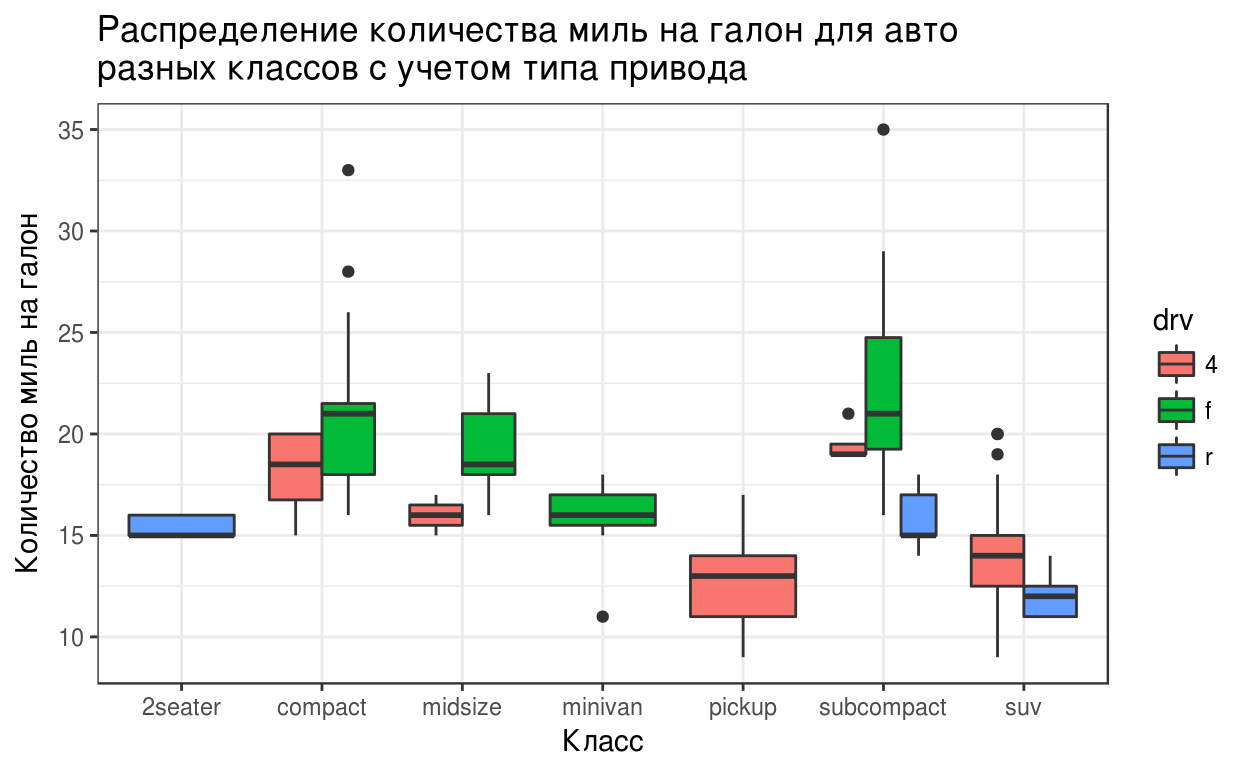 Распределение количества миль на галон для авто
разных классов с учетом типа привода
Количество миль на галон
35
30
25
20
15
10
2seater compact midsize minivan pickup subcompact suv
Класс
drv
4
f
r